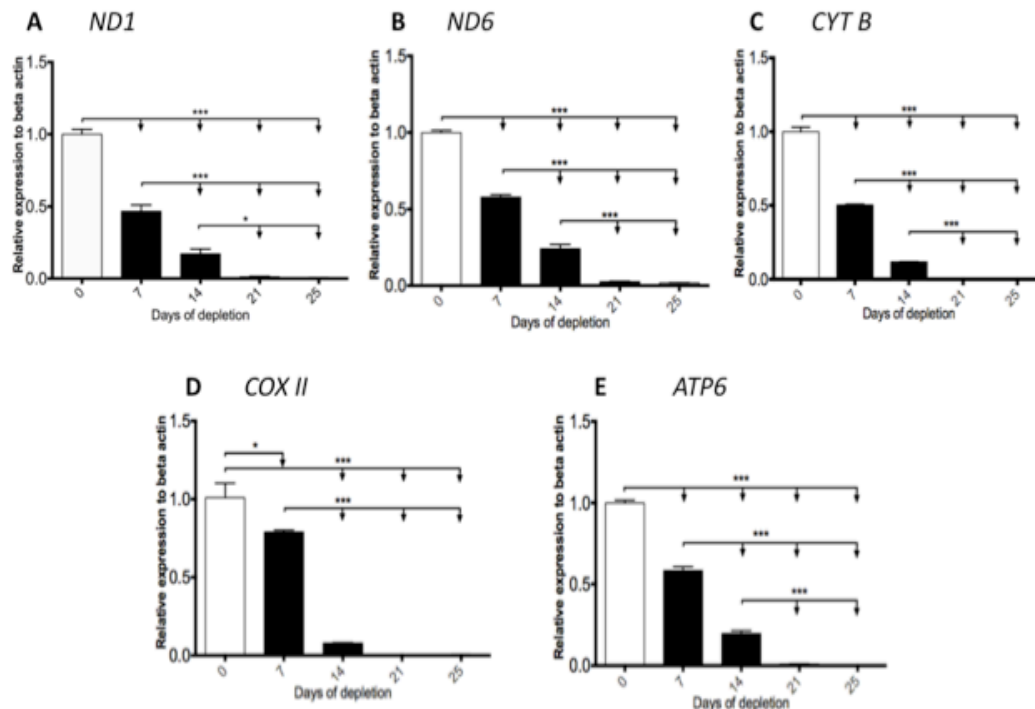 A ND1
Relative expression to beta actin
1.5
1.0
0.5
0.0
***
***
*
0 7 14 21 25
Days of depletion
B ND6
Relative expression to beta actin
1.5
1.0
0.5
0.0
***
***
***
0 7 14 21 25
Days of depletion
C CYT B
Relative expression to beta actin
1.5
1.0
0.5
0.0
***
***
***
0 7 14 21 25
Days of depletion
D COX II
Relative expression to beta actin
1.5
1.0
0.5
0.0
*
***
***
0 7 14 21 25
Days of depletion
E ATP6
Relative expression to beta actin
1.5
1.0
0.5
0.0
***
***
***
0 7 14 21 25
Days of depletion